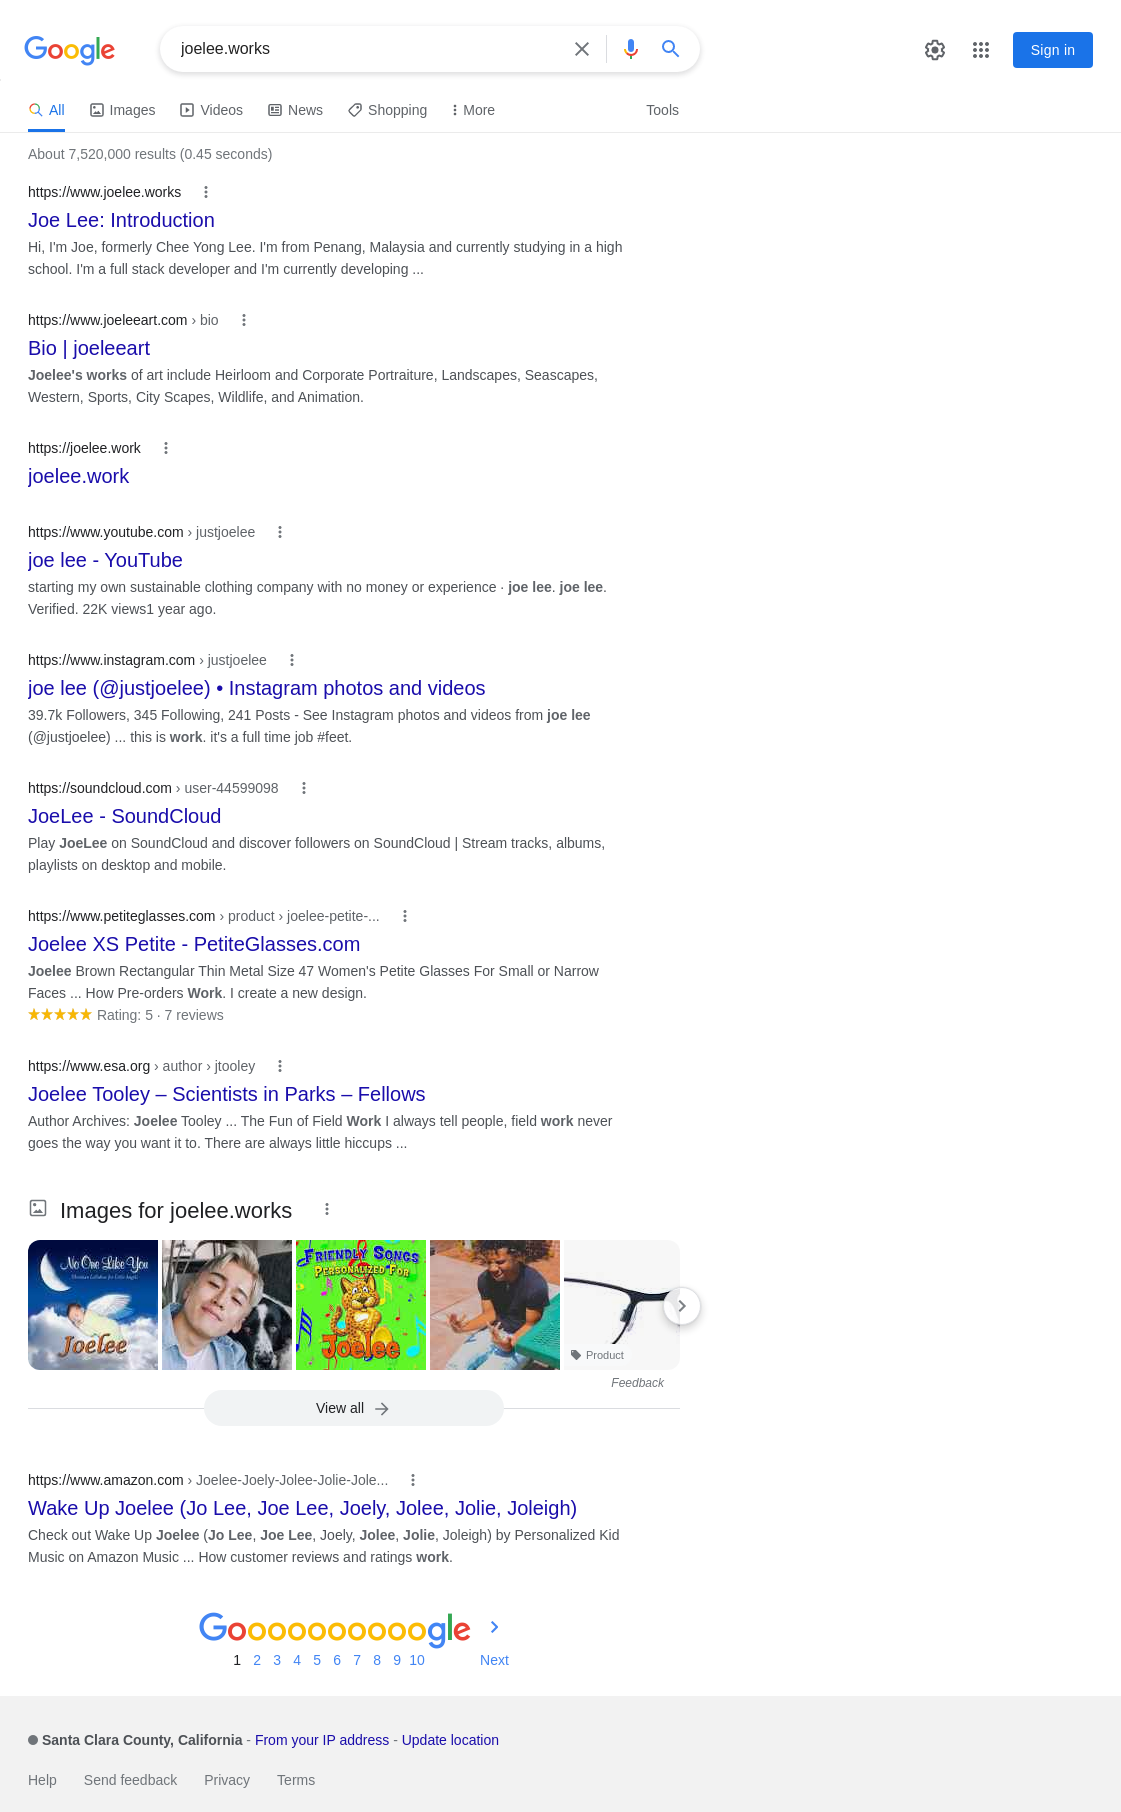 Google
joelee.works
Sign in
All Images Videos News Shopping More Tools
About 7,520,000 results (0.45 seconds)
https://www.joelee.works
Joe Lee: Introduction
Hi, I'm Joe, formerly Chee Yong Lee. I'm from Penang, Malaysia and currently studying in a high
school. I'm a full stack developer and I'm currently developing ...
https://www.joeleeart.com › bio
Bio | joeleeart
Joelee's works of art include Heirloom and Corporate Portraiture, Landscapes, Seascapes,
Western, Sports, City Scapes, Wildlife, and Animation.
https://joelee.work
joelee.work
https://www.youtube.com › justjoelee
joe lee - YouTube
starting my own sustainable clothing company with no money or experience · joe lee. joe lee.
Verified. 22K views1 year ago.
https://www.instagram.com › justjoelee
joe lee (@justjoelee) • Instagram photos and videos
39.7k Followers, 345 Following, 241 Posts - See Instagram photos and videos from joe lee
(@justjoelee) ... this is work. it's a full time job #feet.
https://soundcloud.com › user-44599098
JoeLee - SoundCloud
Play JoeLee on SoundCloud and discover followers on SoundCloud | Stream tracks, albums,
playlists on desktop and mobile.
https://www.petiteglasses.com › product › joelee-petite-...
Joelee XS Petite - PetiteGlasses.com
Joelee Brown Rectangular Thin Metal Size 47 Women's Petite Glasses For Small or Narrow
Faces ... How Pre-orders Work. I create a new design.
Rating: 5 · 7 reviews
https://www.esa.org › author › jtooley
Joelee Tooley – Scientists in Parks – Fellows
Author Archives: Joelee Tooley ... The Fun of Field Work I always tell people, field work never
goes the way you want it to. There are always little hiccups ...
Images for joelee.works
No One Like You
Christian Lullabies for Little Angels
Joelee
FRIENDLY SONGS
PERSONALIZED FOR
Joelee
Product
Feedback
View all
https://www.amazon.com › Joelee-Joely-Jolee-Jolie-Jole...
Wake Up Joelee (Jo Lee, Joe Lee, Joely, Jolee, Jolie, Joleigh)
Check out Wake Up Joelee (Jo Lee, Joe Lee, Joely, Jolee, Jolie, Joleigh) by Personalized Kid
Music on Amazon Music ... How customer reviews and ratings work.
Goooooooooogle
1 2 3 4 5 6 7 8 9 10 Next
Santa Clara County, California - From your IP address - Update location
Help Send feedback Privacy Terms